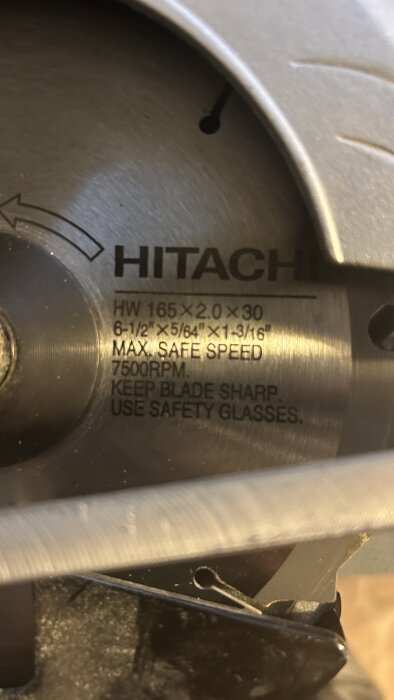 HITACHI
HW 165×2.0×30
6-1/2"×5/64"×1-3/16"
MAX. SAFE SPEED
7500RPM.
KEEP BLADE SHARP.
USE SAFETY GLASSES.